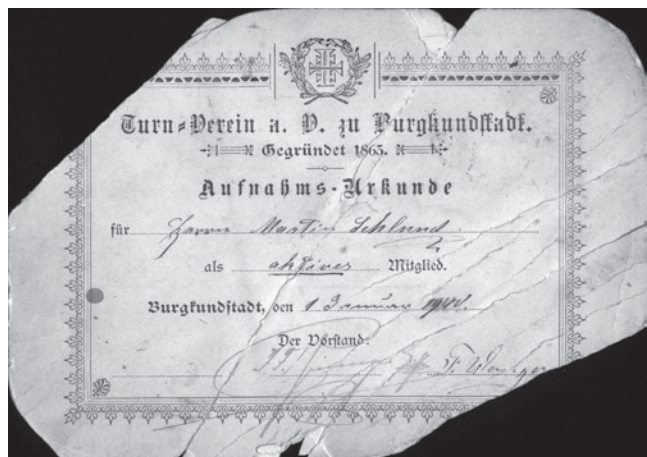 Turn-Verein a. V. zu Burgkundstadt.
Gegründet 1863.
Aufnahms-Urkunde
für Herrn Martin Schlund
als aktives Mitglied.
Burgkundstadt, den 1 Januar
Der Vorstand: